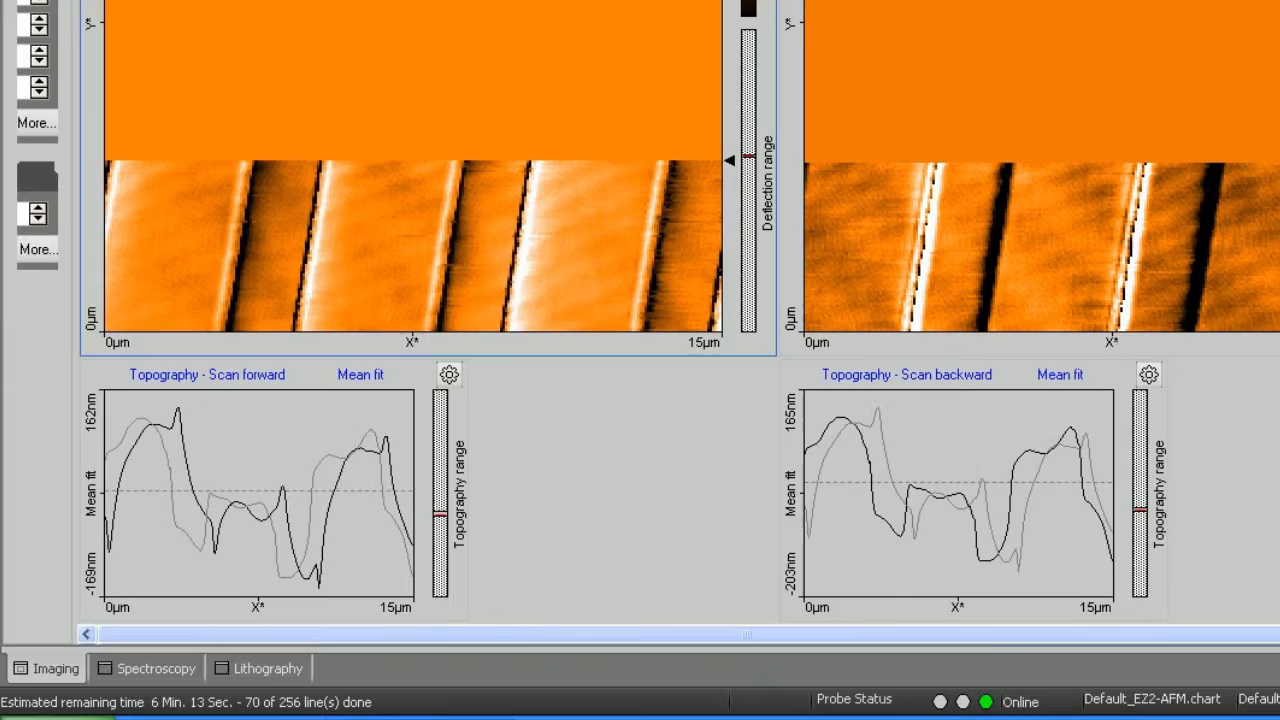 Y*
Y*
More...
Deflection range
More...
0µm
0µm
0µm X* 15µm
0µm X*
Topography - Scan forward Mean fit
Topography - Scan backward Mean fit
162nm
Mean fit
-169nm
Topography range
165nm
Mean fit
-203nm
Topography range
0µm X* 15µm
0µm X* 15µm
Imaging Spectroscopy Lithography
Estimated remaining time 6 Min. 13 Sec. - 70 of 256 line(s) done
Probe Status
Online
Default_EZ2-AFM.chart
Default